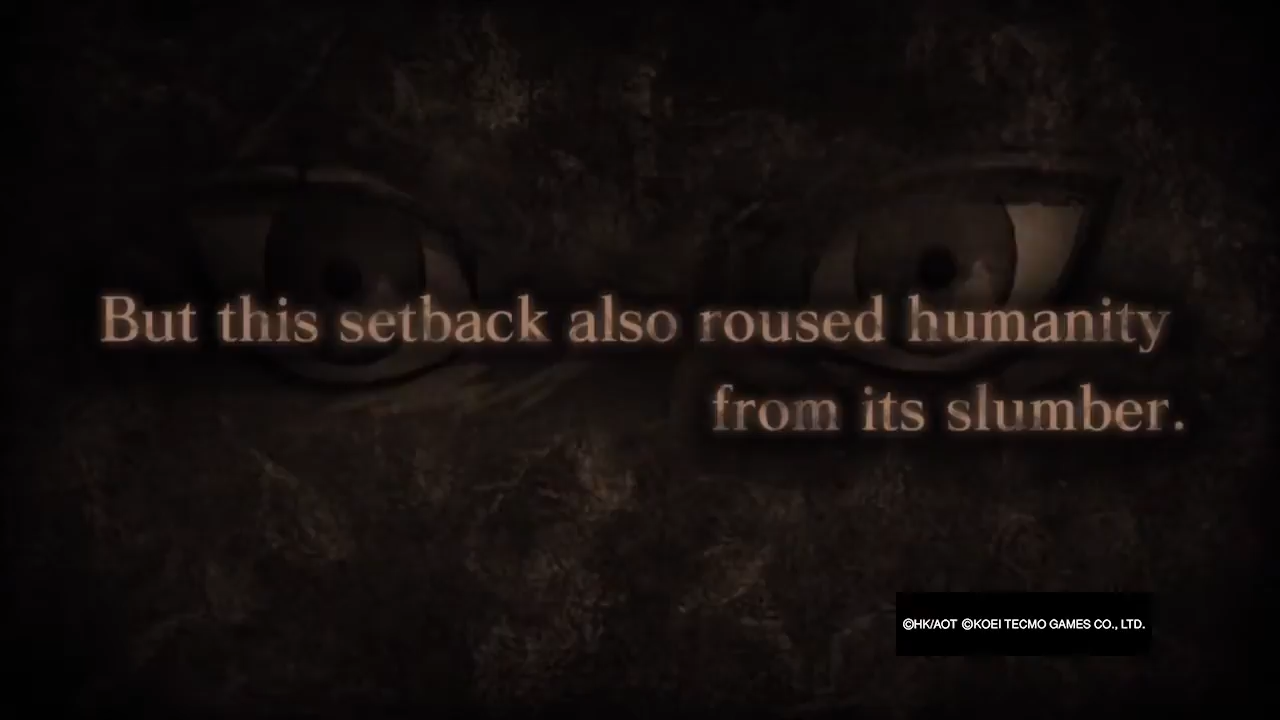 But this setback also roused humanity
from its slumber.
©HK/AOT ©KOEI TECMO GAMES CO., LTD.